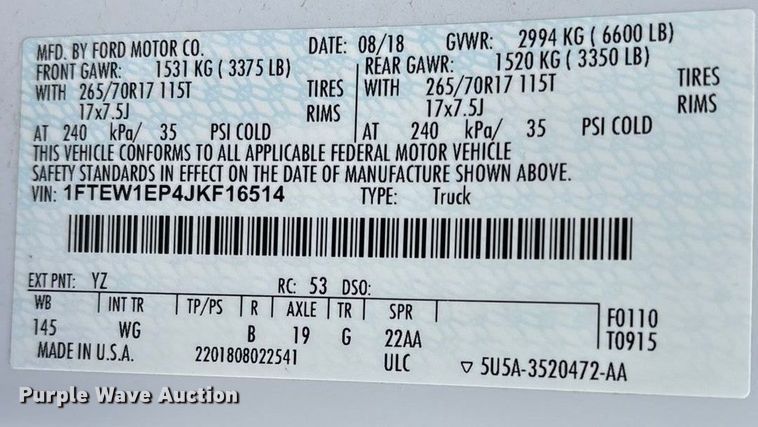 MFD. BY FORD MOTOR CO. DATE: 08/18 GVWR: 2994 KG ( 6600 LB)
FRONT GAWR: 1531 KG ( 3375 LB) REAR GAWR: 1520 KG ( 3350 LB)
WITH 265/70R17 115T TIRES WITH 265/70R17 115T TIRES
17x7.5J RIMS 17x7.5J RIMS
AT 240 kPa/ 35 PSI COLD AT 240 kPa/ 35 PSI COLD
THIS VEHICLE CONFORMS TO ALL APPLICABLE FEDERAL MOTOR VEHICLE
SAFETY STANDARDS IN EFFECT ON THE DATE OF MANUFACTURE SHOWN ABOVE.
VIN: 1FTEW1EP4JKF16514 TYPE: Truck
EXT PNT: YZ RC: 53 DSO:
WB INT TR TP/PS R AXLE TR SPR F0110
145 WG B 19 G 22AA T0915
MADE IN U.S.A. 2201808022541 ULC ▽ 5U5A-3520472-AA
Purple Wave Auction